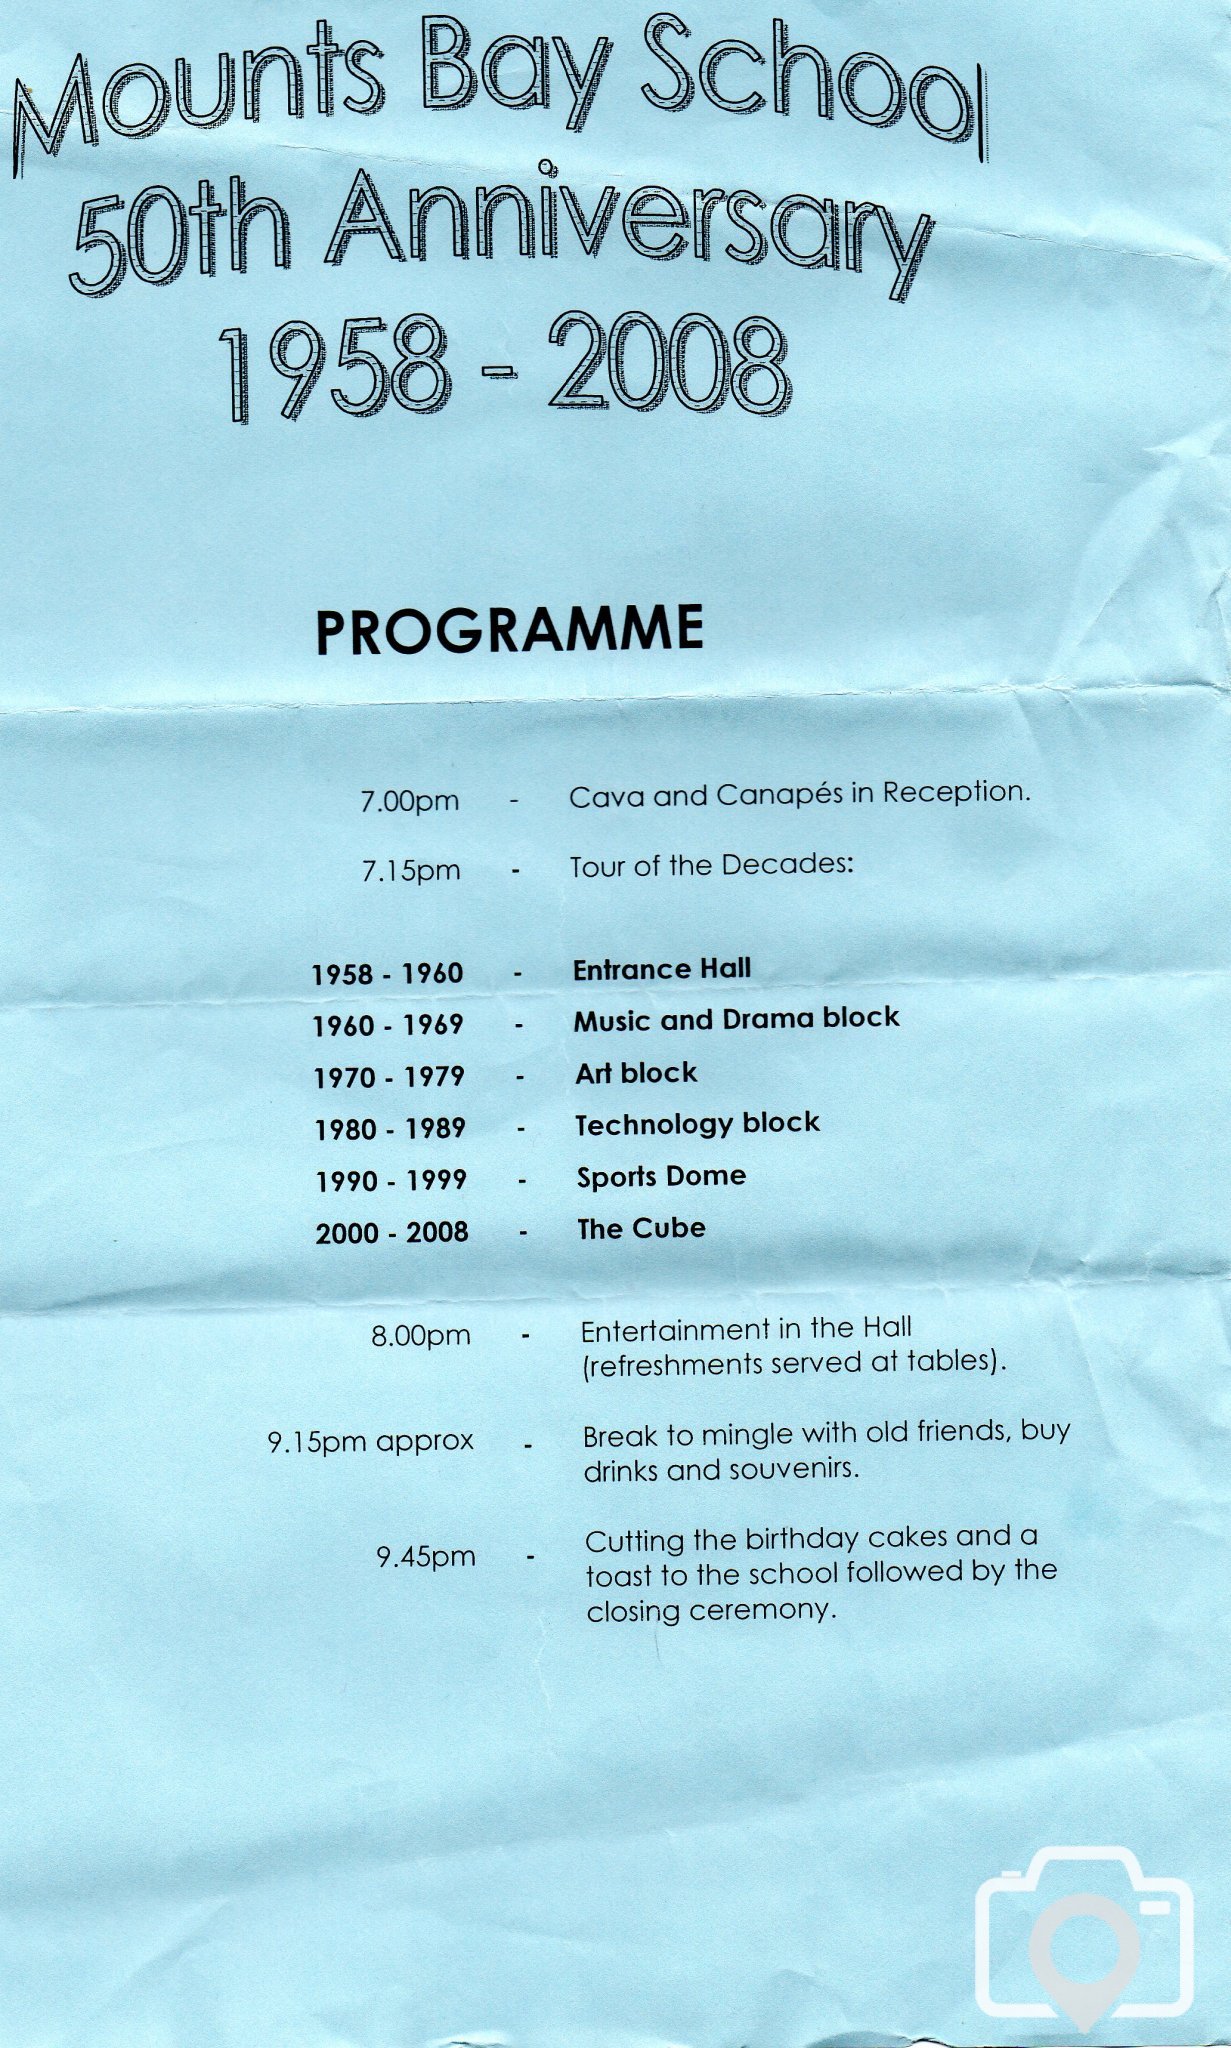 Mounts Bay School
50th Anniversary
1958 - 2008
PROGRAMME
7.00pm - Cava and Canapés in Reception.
7.15pm - Tour of the Decades:
1958 - 1960 - Entrance Hall
1960 - 1969 - Music and Drama block
1970 - 1979 - Art block
1980 - 1989 - Technology block
1990 - 1999 - Sports Dome
2000 - 2008 - The Cube
8.00pm - Entertainment in the Hall
(refreshments served at tables).
9.15pm approx - Break to mingle with old friends, buy
drinks and souvenirs.
9.45pm - Cutting the birthday cakes and a
toast to the school followed by the
closing ceremony.